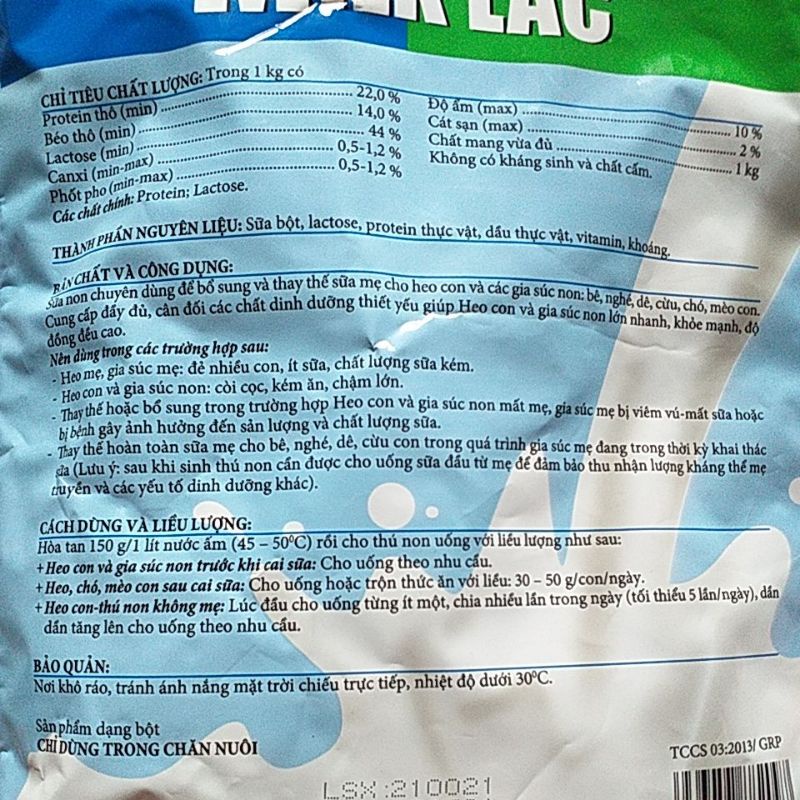 LAC
CHỈ TIÊU CHẤT LƯỢNG: Trong 1 kg có
Protein thô (min) 22,0 %
Béo thô (min) 14,0 %
Lactose (min) 44 %
Canxi (min-max) 0,5-1,2 %
Phốt pho (min-max) 0,5-1,2 %
Các chất chính: Protein; Lactose.
Độ ẩm (max) 10 %
Cát sạn (max) 2 %
Chất mang vừa đủ 1 kg
Không có kháng sinh và chất cấm.
THÀNH PHẦN NGUYÊN LIỆU: Sữa bột, lactose, protein thực vật, dầu thực vật, vitamin, khoáng.
BẢN CHẤT VÀ CÔNG DỤNG:
Sữa non chuyên dùng để bổ sung và thay thế sữa mẹ cho heo con và các gia súc non: bê, nghé, dê, cừu, chó, mèo con.
Cung cấp đầy đủ, cân đối các chất dinh dưỡng thiết yếu giúp Heo con và gia súc non lớn nhanh, khỏe mạnh, độ
đồng đều cao.
Nên dùng trong các trường hợp sau:
- Heo mẹ, gia súc mẹ: đẻ nhiều con, ít sữa, chất lượng sữa kém.
- Heo con và gia súc non: còi cọc, kém ăn, chậm lớn.
- Thay thế hoặc bổ sung trong trường hợp Heo con và gia súc non mất mẹ, gia súc mẹ bị viêm vú-mất sữa hoặc
bị bệnh gây ảnh hưởng đến sản lượng và chất lượng sữa.
- Thay thế hoàn toàn sữa mẹ cho bê, nghé, dê, cừu con trong quá trình gia súc mẹ đang trong thời kỳ khai thác
sữa (Lưu ý: sau khi sinh thú non cần được cho uống sữa đầu từ mẹ để đảm bảo thu nhận lượng kháng thể mẹ
truyền và các yếu tố dinh dưỡng khác).
CÁCH DÙNG VÀ LIỀU LƯỢNG:
Hòa tan 150 g/1 lít nước ấm (45 – 50⁰C) rồi cho thú non uống với liều lượng như sau:
+ Heo con và gia súc non trước khi cai sữa: Cho uống theo nhu cầu.
+ Heo, chó, mèo con sau cai sữa: Cho uống hoặc trộn thức ăn với liều: 30 – 50 g/con/ngày.
+ Heo con-thú non không mẹ: Lúc đầu cho uống từng ít một, chia nhiều lần trong ngày (tối thiểu 5 lần/ngày), dần
dần tăng lên cho uống theo nhu cầu.
BẢO QUẢN:
Nơi khô ráo, tránh ánh nắng mặt trời chiếu trực tiếp, nhiệt độ dưới 30⁰C.
Sản phẩm dạng bột
CHỈ DÙNG TRONG CHĂN NUÔI
TCCS 03:2013/ GRP
LSX :210021